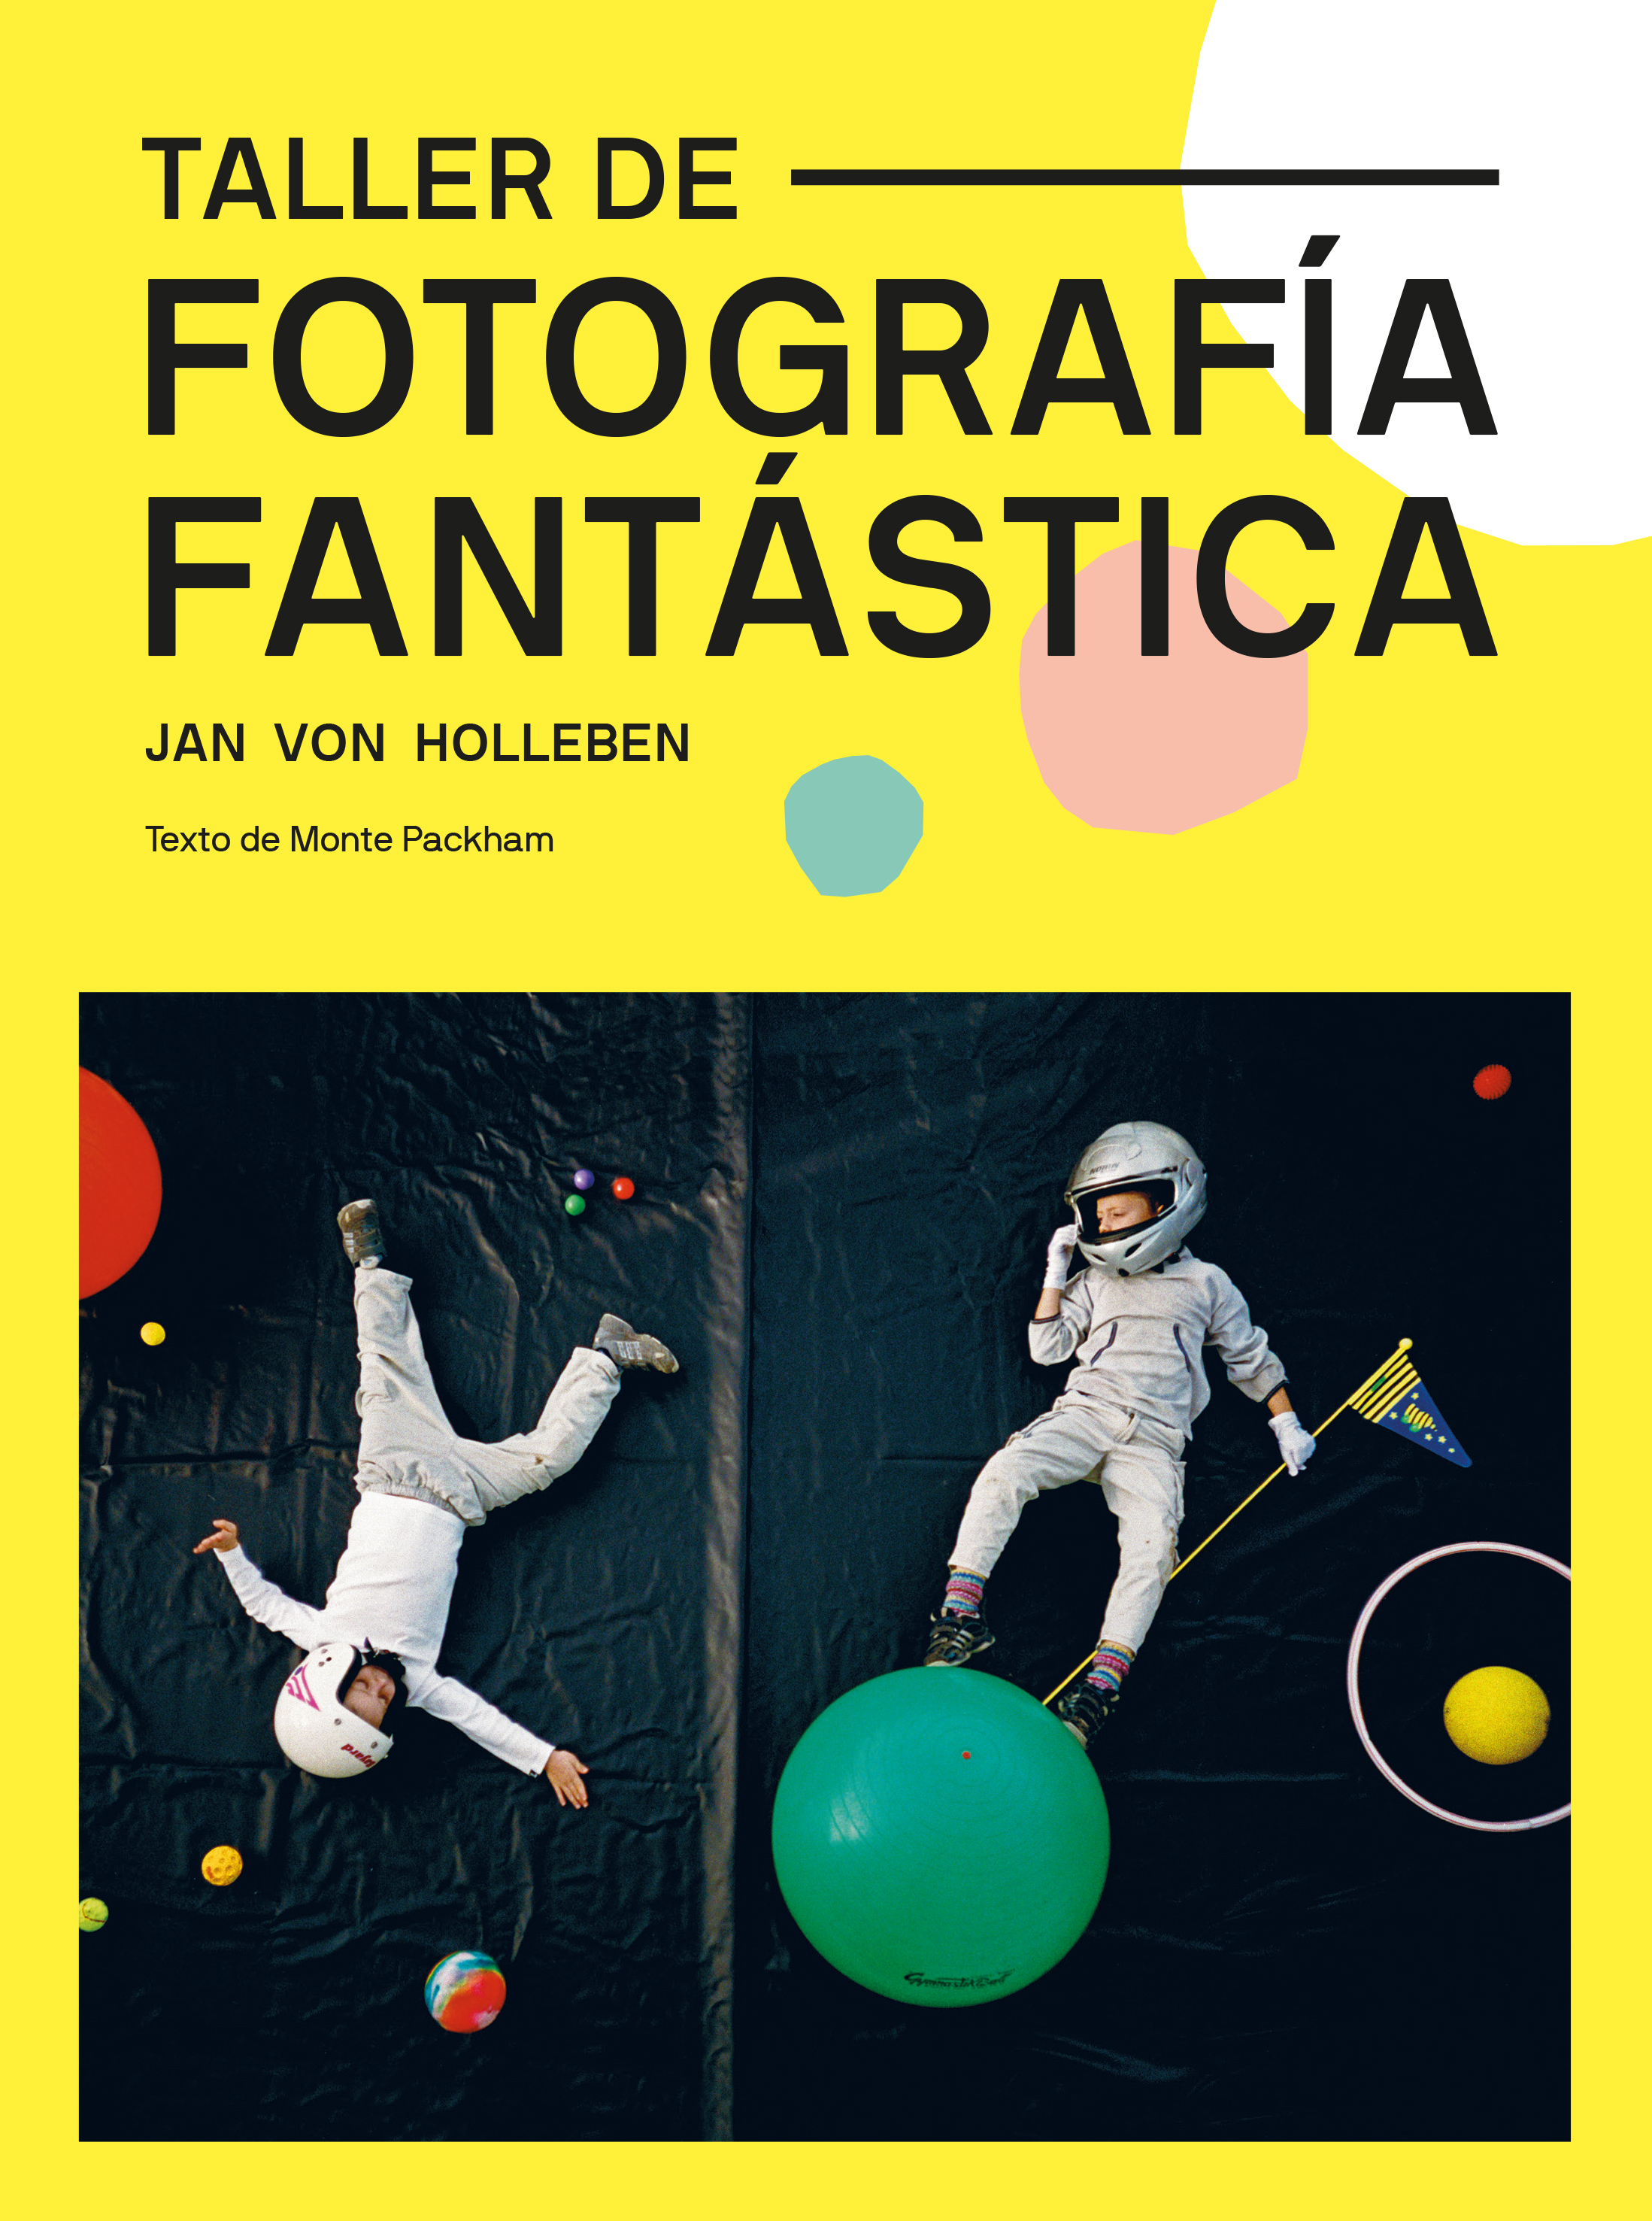 TALLER DE
FOTOGRAFÍA
FANTÁSTICA
JAN VON HOLLEBEN
Texto de Monte Packham